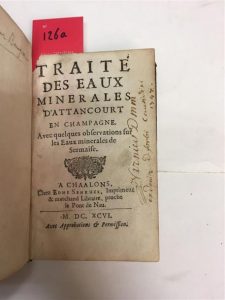 126a
TRAITÉ
DES EAUX
MINERALES
D'ATTANCOURT
EN CHAMPAGNE.
Avec quelques observations sur
les Eaux minerales de
Sermaise.
A CHAALONS,
Chez EDME SENEUZE, Imprimeur
& marchand Libraire, proche
le Pont de Nau.
M. DC. XCVI.
Avec Approbations & Permission.